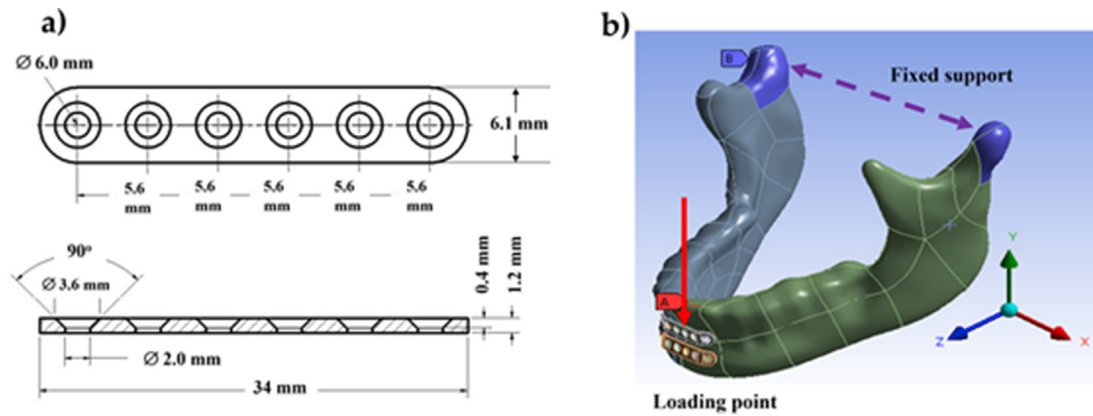 a)
Ø 6.0 mm
6.1 mm
5.6 5.6 5.6 5.6 5.6
mm mm mm mm mm
90º
Ø 3.6 mm
0.4 mm
1.2 mm
Ø 2.0 mm
34 mm
b)
B
Fixed support
A
Y
Z
X
Loading point